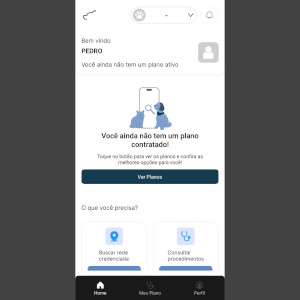 -
Bem vindo
PEDRO
Você ainda não tem um plano ativo
Você ainda não tem um plano
contratado!
Toque no botão para ver os planos e confira as
melhores opções para você!
Ver Planos
O que você precisa?
Buscar rede
credenciada
Consultar
procedimentos
Home
Meu Plano
Perfil